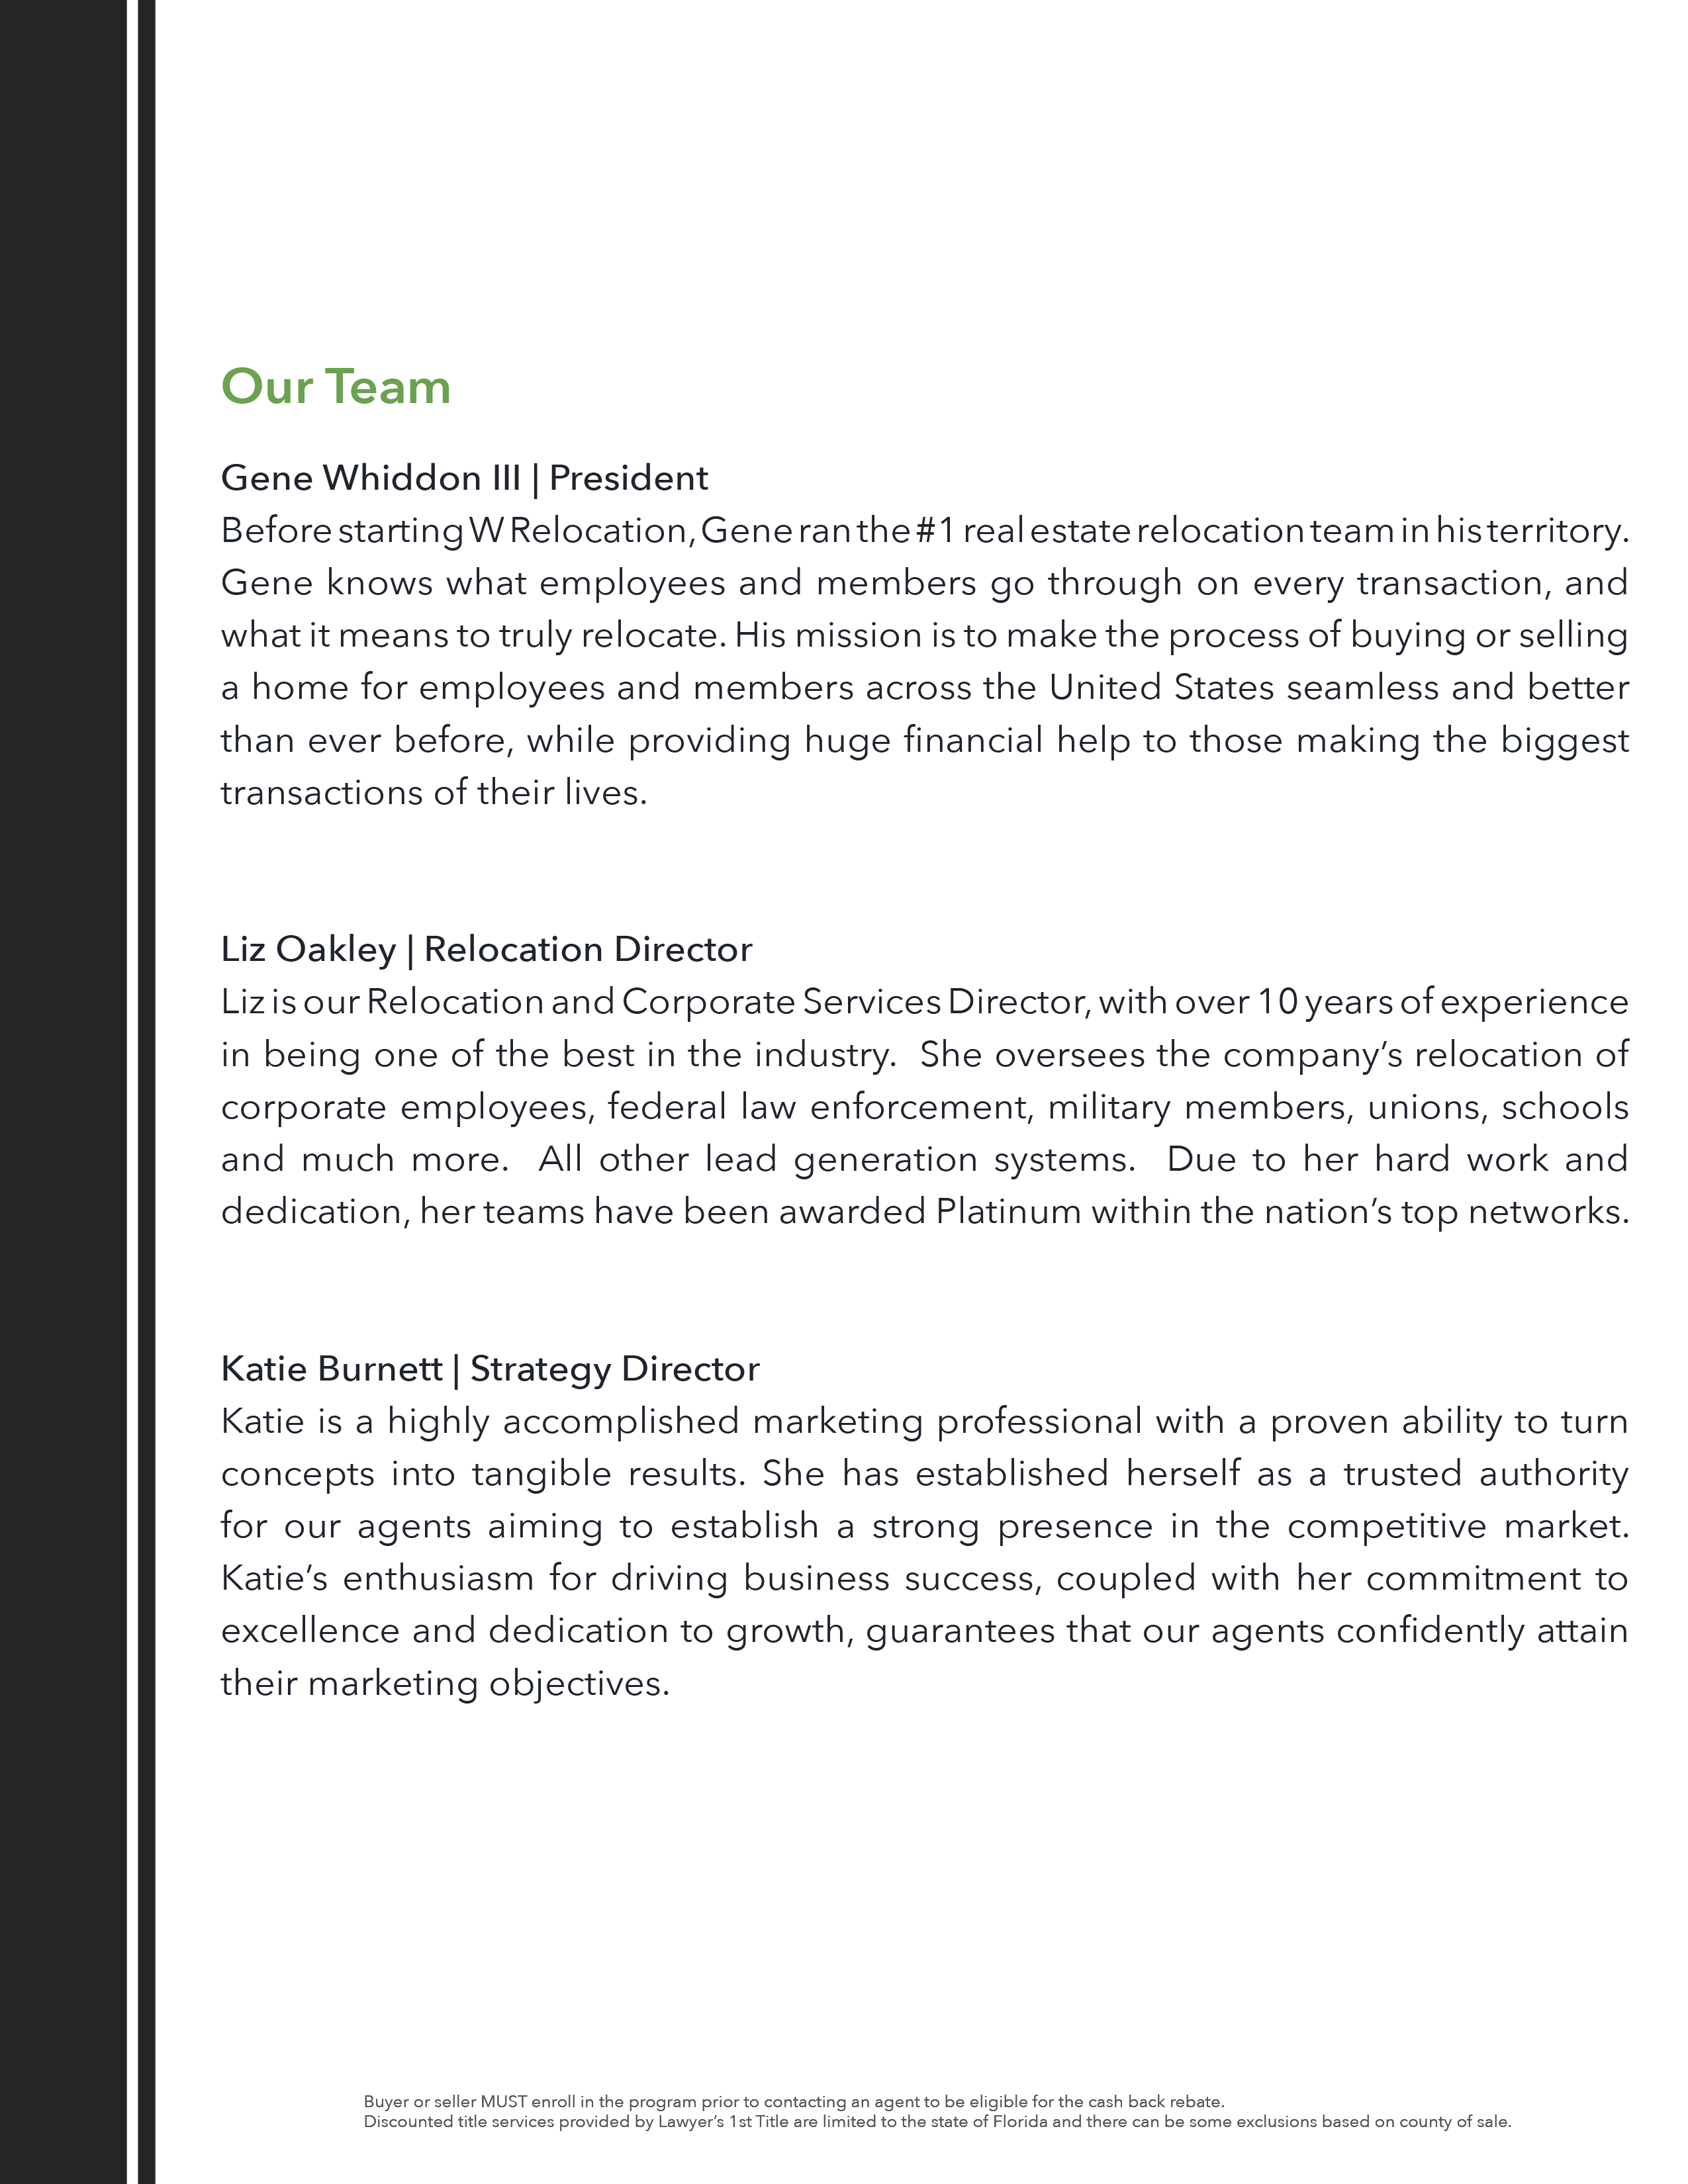 Our Team
Gene Whiddon III | President
Before starting W Relocation, Gene ran the #1 real estate relocation team in his territory.
Gene knows what employees and members go through on every transaction, and
what it means to truly relocate. His mission is to make the process of buying or selling
a home for employees and members across the United States seamless and better
than ever before, while providing huge financial help to those making the biggest
transactions of their lives.
Liz Oakley | Relocation Director
Liz is our Relocation and Corporate Services Director, with over 10 years of experience
in being one of the best in the industry.  She oversees the company’s relocation of
corporate employees, federal law enforcement, military members, unions, schools
and much more.  All other lead generation systems.  Due to her hard work and
dedication, her teams have been awarded Platinum within the nation’s top networks.
Katie Burnett | Strategy Director
Katie is a highly accomplished marketing professional with a proven ability to turn
concepts into tangible results. She has established herself as a trusted authority
for our agents aiming to establish a strong presence in the competitive market.
Katie’s enthusiasm for driving business success, coupled with her commitment to
excellence and dedication to growth, guarantees that our agents confidently attain
their marketing objectives.
Buyer or seller MUST enroll in the program prior to contacting an agent to be eligible for the cash back rebate.
Discounted title services provided by Lawyer’s 1st Title are limited to the state of Florida and there can be some exclusions based on county of sale.